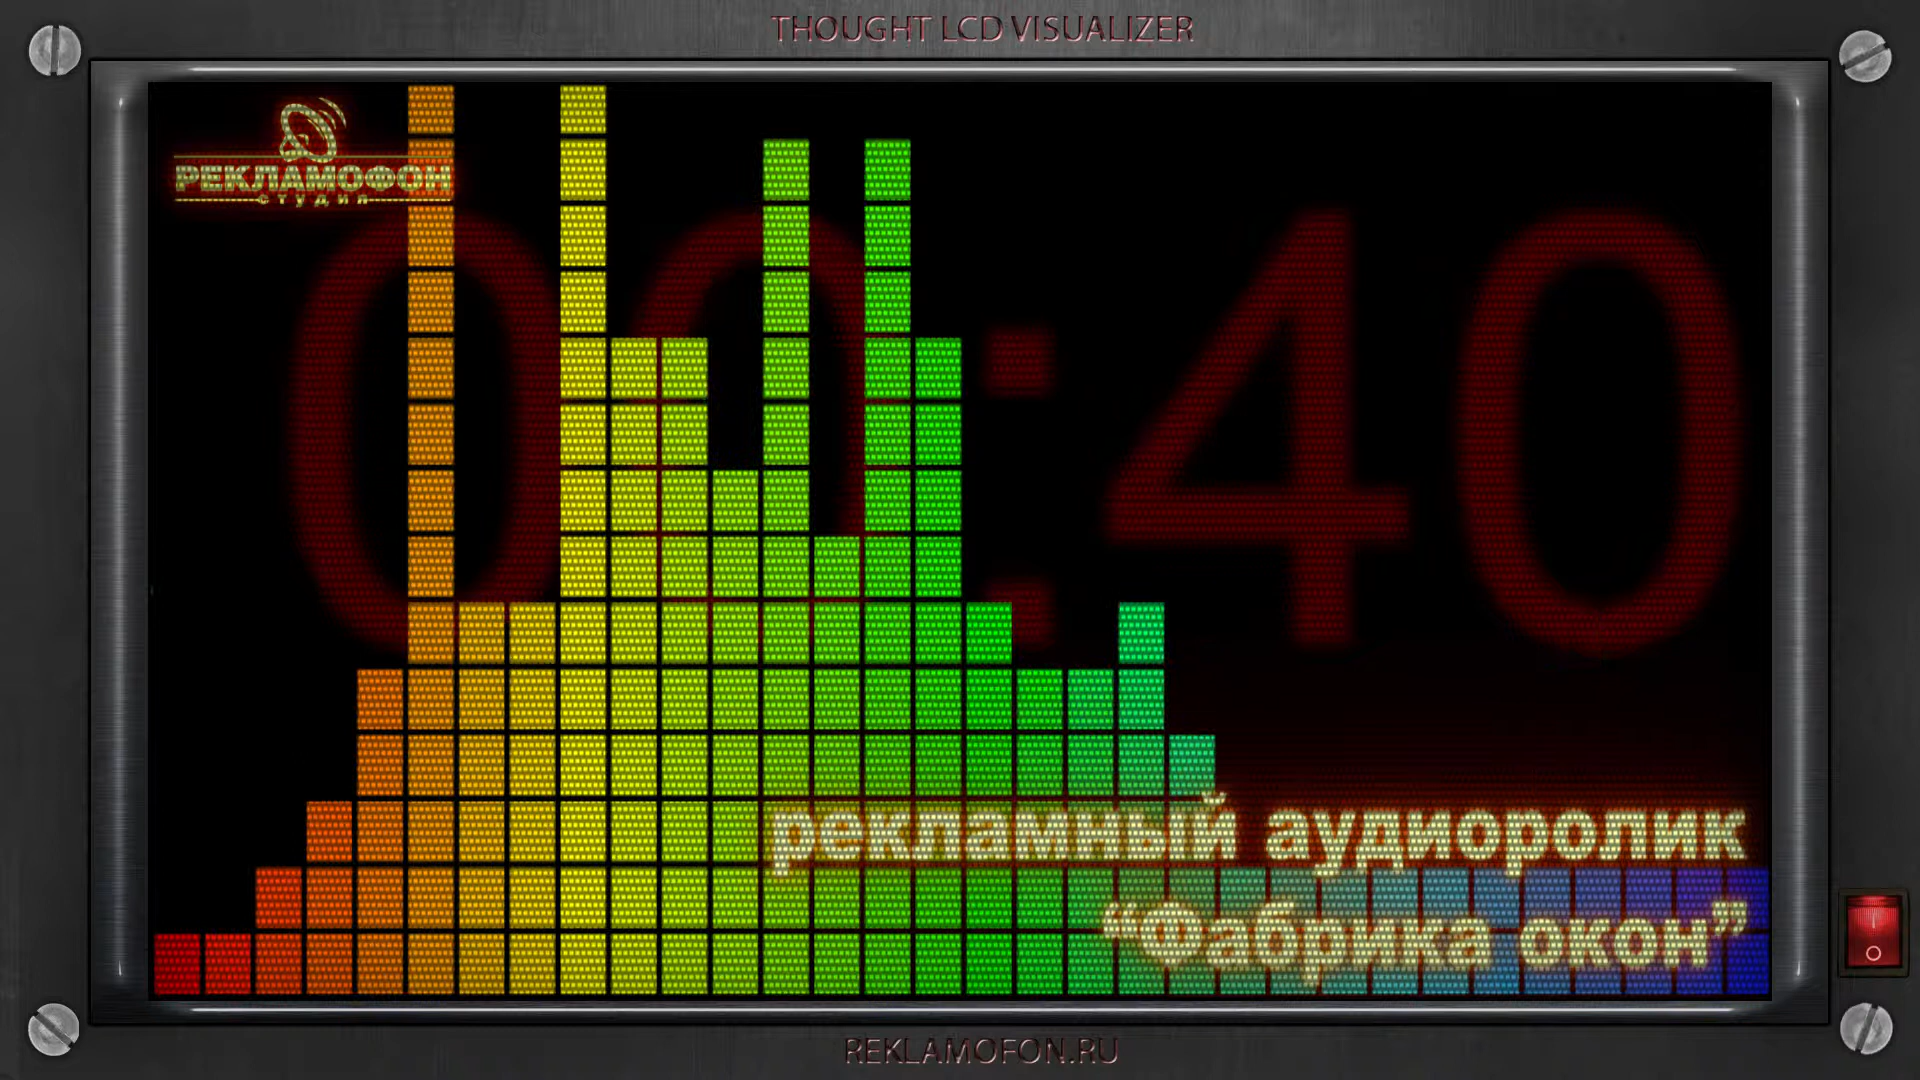 THOUGHT LCD VISUALIZER
РЕКЛАМОФОН
студия
00:40
рекламный аудиоролик
“Фабрика окон”
REKLAMOFON.RU